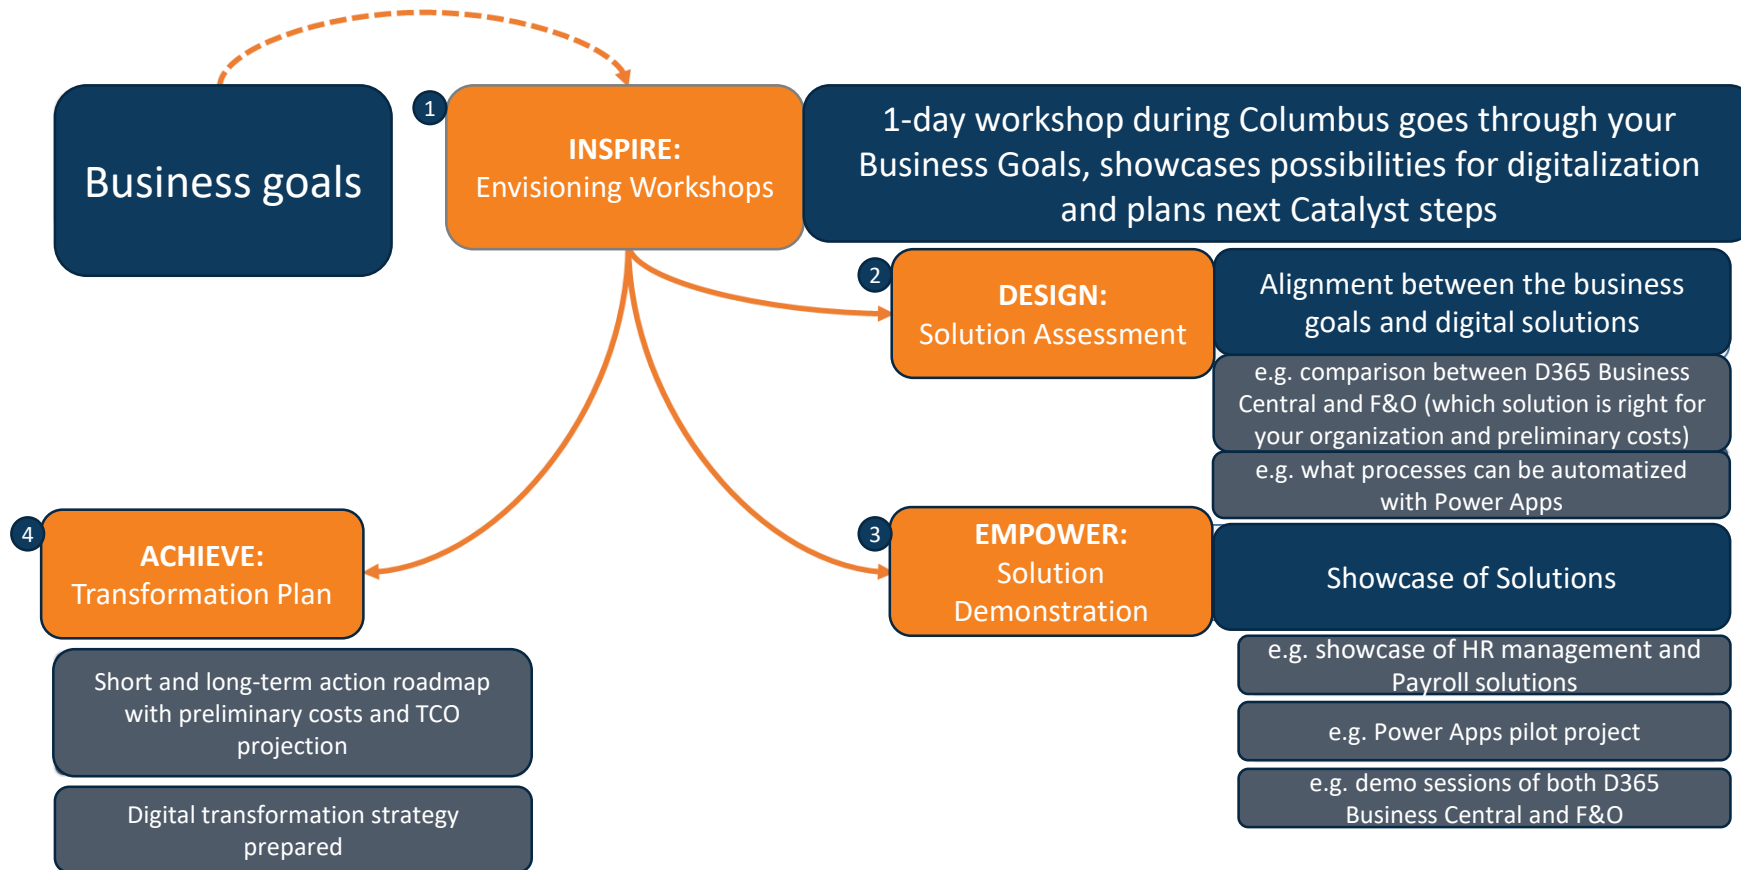 Business goals
1
INSPIRE:
Envisioning Workshops
1-day workshop during Columbus goes through your
Business Goals, showcases possibilities for digitalization
and plans next Catalyst steps
2
DESIGN:
Solution Assessment
Alignment between the business
goals and digital solutions
e.g. comparison between D365 Business
Central and F&O (which solution is right for
your organization and preliminary costs)
e.g. what processes can be automatized
with Power Apps
3
EMPOWER:
Solution
Demonstration
Showcase of Solutions
e.g. showcase of HR management and
Payroll solutions
e.g. Power Apps pilot project
e.g. demo sessions of both D365
Business Central and F&O
4
ACHIEVE:
Transformation Plan
Short and long-term action roadmap
with preliminary costs and TCO
projection
Digital transformation strategy
prepared